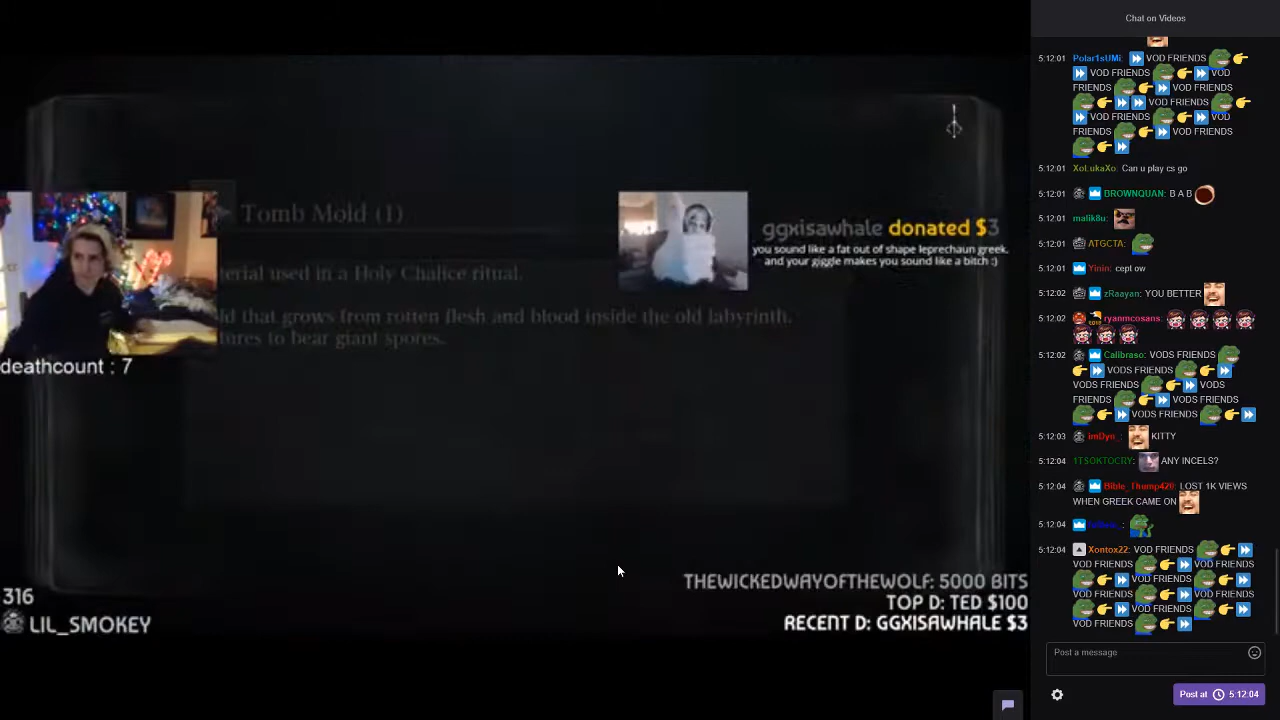 Tomb Mold (1)
terial used in a Holy Chalice ritual.
ld that grows from rotten flesh and blood inside the old labyrinth.
tures to bear giant spores.
deathcount : 7
ggxisawhale donated $3
you sound like a fat out of shape leprechaun greek.
and your giggle makes you sound like a bitch :)
316
LIL_SMOKEY
THEWICKEDWAYOFTHEWOLF: 5000 BITS
TOP D: TED $100
RECENT D: GGXISAWHALE $3
Chat on Videos
5:12:01 Polar1sUMi: VOD FRIENDS
VOD FRIENDS VOD
FRIENDS VOD FRIENDS
VOD FRIENDS
VOD FRIENDS VOD
FRIENDS VOD FRIENDS
5:12:01 XoLukaXo: Can u play cs go
5:12:01 BROWNQUAN: B A B
5:12:01 malik8u:
5:12:01 ATGCTA:
5:12:01 Yinin: cept ow
5:12:02 zRaayan: YOU BETTER
5:12:02 ryanmcosans:
5:12:02 Calibraso: VODS FRIENDS
VODS FRIENDS
VODS FRIENDS VODS
FRIENDS VODS FRIENDS
VODS FRIENDS
5:12:03 imDyn_: KITTY
5:12:04 1TSOKTOCRY: ANY INCELS?
5:12:04 Bible_Thump420: LOST 1K VIEWS
WHEN GREEK CAME ON
5:12:04
5:12:04 Xontox22: VOD FRIENDS
VOD FRIENDS VOD FRIENDS
VOD FRIENDS
VOD FRIENDS VOD FRIENDS
VOD FRIENDS
VOD FRIENDS
Post a message
Post at 5:12:04